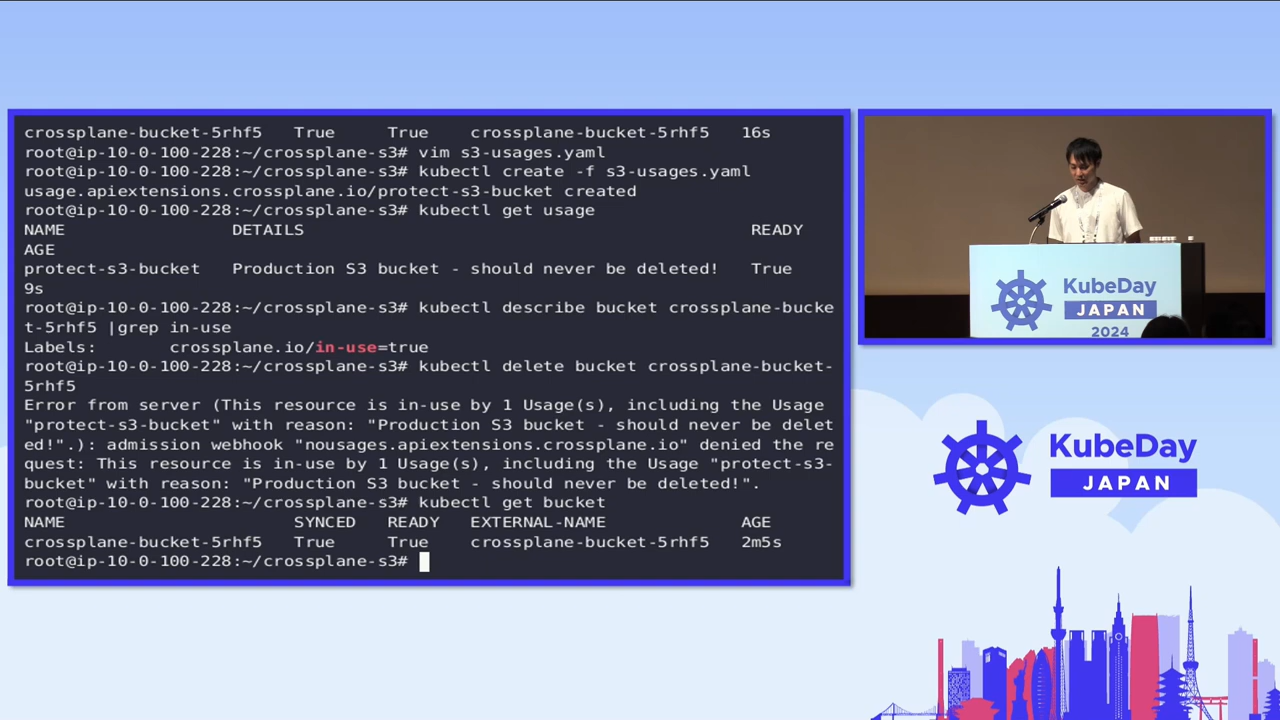 crossplane-bucket-5rhf5   True     True    crossplane-bucket-5rhf5   16s
root@ip-10-0-100-228:~/crossplane-s3# vim s3-usages.yaml
root@ip-10-0-100-228:~/crossplane-s3# kubectl create -f s3-usages.yaml
usage.apiextensions.crossplane.io/protect-s3-bucket created
root@ip-10-0-100-228:~/crossplane-s3# kubectl get usage
NAME                DETAILS                                           READY
AGE
protect-s3-bucket   Production S3 bucket - should never be deleted!   True
9s
root@ip-10-0-100-228:~/crossplane-s3# kubectl describe bucket crossplane-bucke
t-5rhf5 |grep in-use
Labels:       crossplane.io/in-use=true
root@ip-10-0-100-228:~/crossplane-s3# kubectl delete bucket crossplane-bucket-
5rhf5
Error from server (This resource is in-use by 1 Usage(s), including the Usage
"protect-s3-bucket" with reason: "Production S3 bucket - should never be delet
ed!".): admission webhook "nousages.apiextensions.crossplane.io" denied the re
quest: This resource is in-use by 1 Usage(s), including the Usage "protect-s3-
bucket" with reason: "Production S3 bucket - should never be deleted!".
root@ip-10-0-100-228:~/crossplane-s3# kubectl get bucket
NAME                      SYNCED   READY   EXTERNAL-NAME             AGE
crossplane-bucket-5rhf5   True     True    crossplane-bucket-5rhf5   2m5s
root@ip-10-0-100-228:~/crossplane-s3#
KubeDay
JAPAN
2024
KubeDay
JAPAN